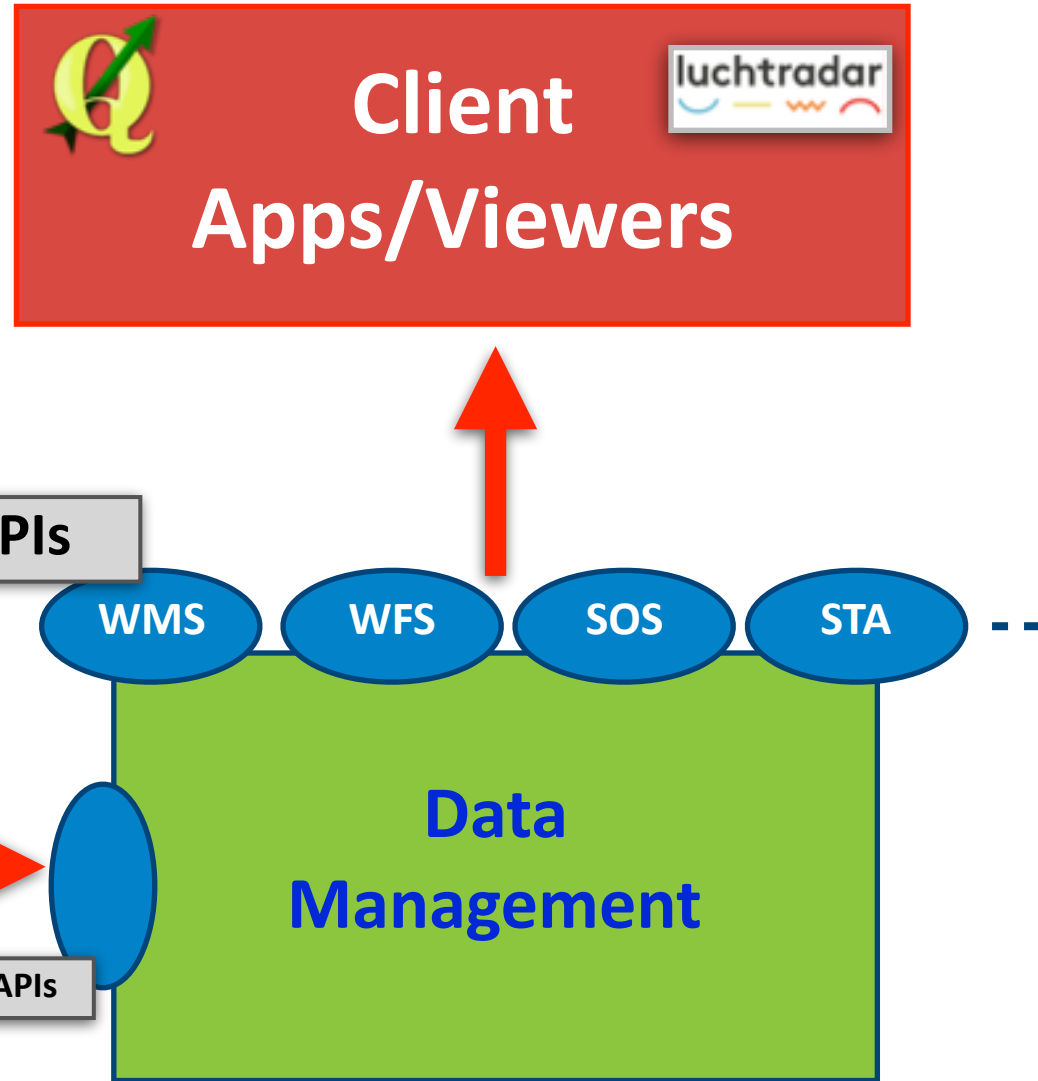 Client
Apps/Viewers
luchtradar
PIs
WMS
WFS
SOS
STA
Data
Management
APIs